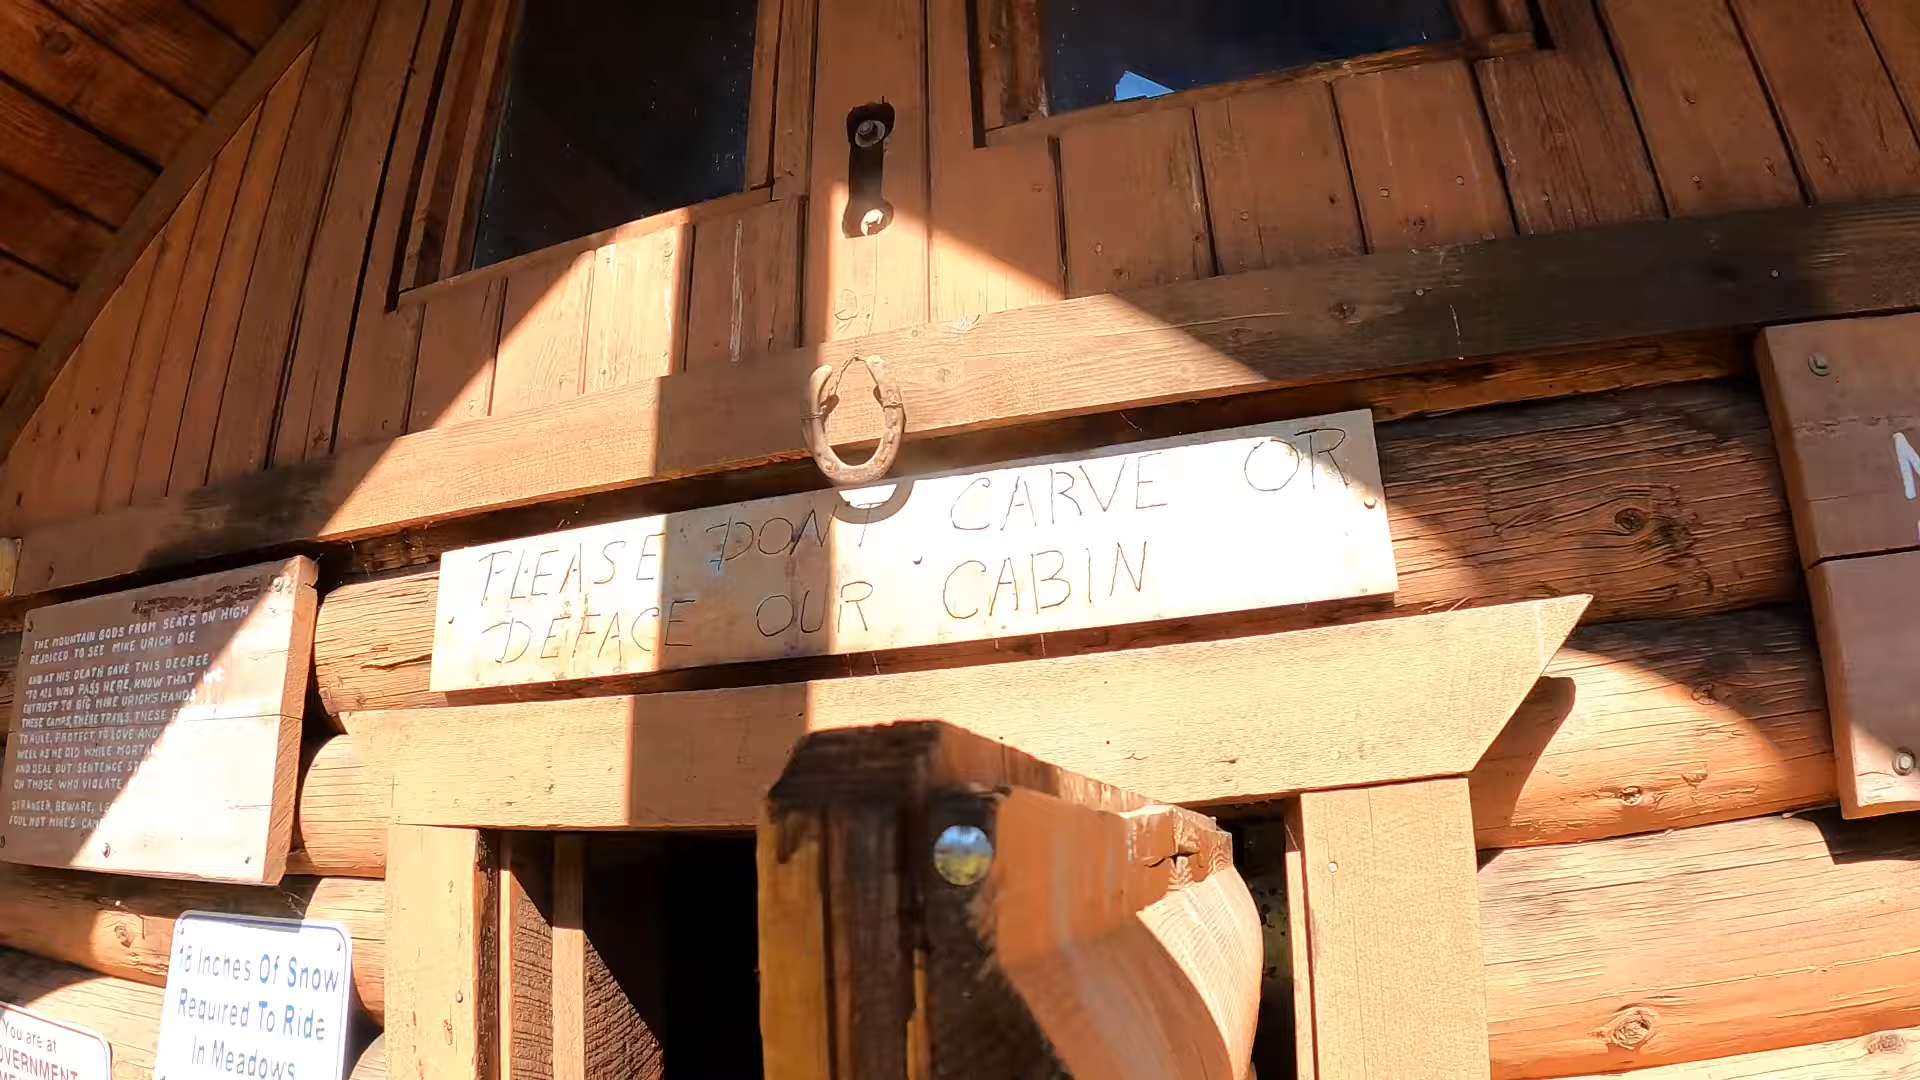 PLEASE DONT CARVE OR
DEFACE OUR CABIN
THE MOUNTAIN GODS FROM SEATS ON HIGH
REJOICED TO SEE MIKE URICH DIE
AND AT HIS DEATH GAVE THIS DECREE
TO ALL WHO PASS HERE, KNOW THAT WE
ENTRUST TO BIG MIKE URICH'S HANDS
THESE CAMPS, THESE TRAILS, THESE
TO RULE, PROTECT, TO LOVE AND
WELL AS HE DID WHILE MORTAL
AND DEAL OUT SENTENCE
ON THOSE WHO VIOLATE
STRANGER, BEWARE,
FOUL NOT MIKE'S
18 Inches Of Snow
Required To Ride
In Meadows
You are at